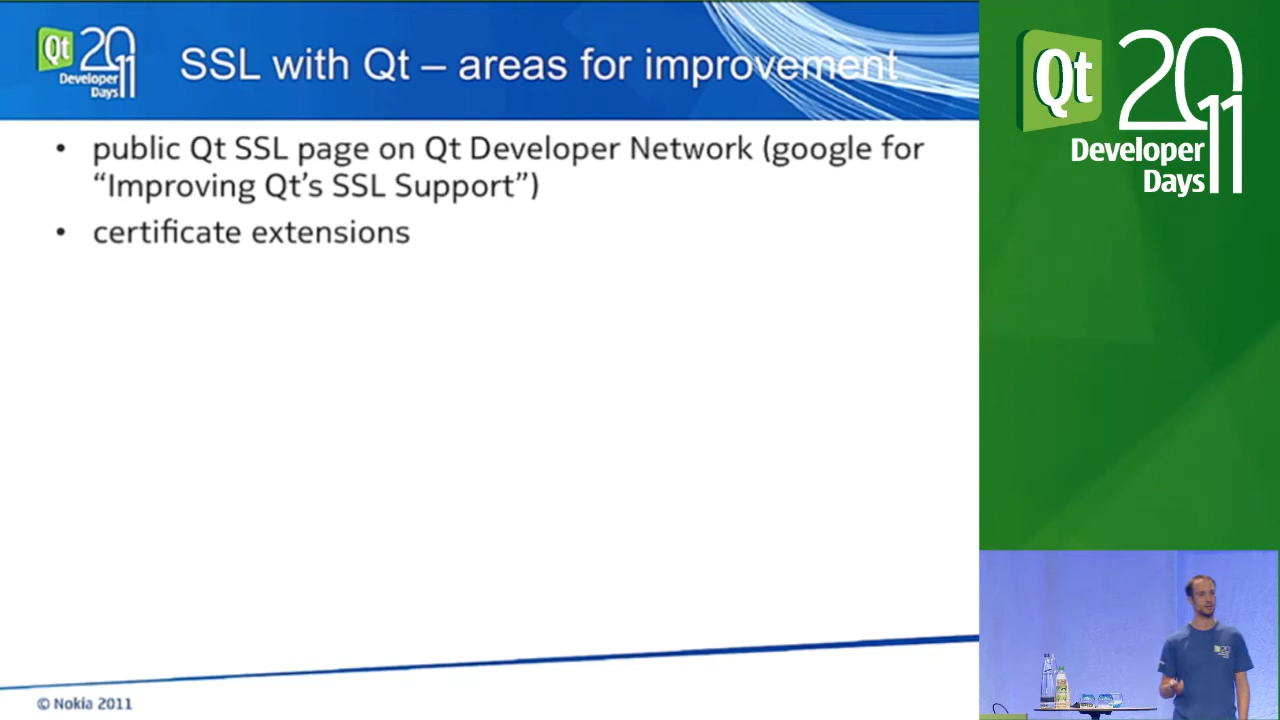 Qt 2011
Developer
Days
SSL with Qt – areas for improvement
• public Qt SSL page on Qt Developer Network (google for
“Improving Qt’s SSL Support”)
• certificate extensions
© Nokia 2011
Qt 2011
Developer
Days